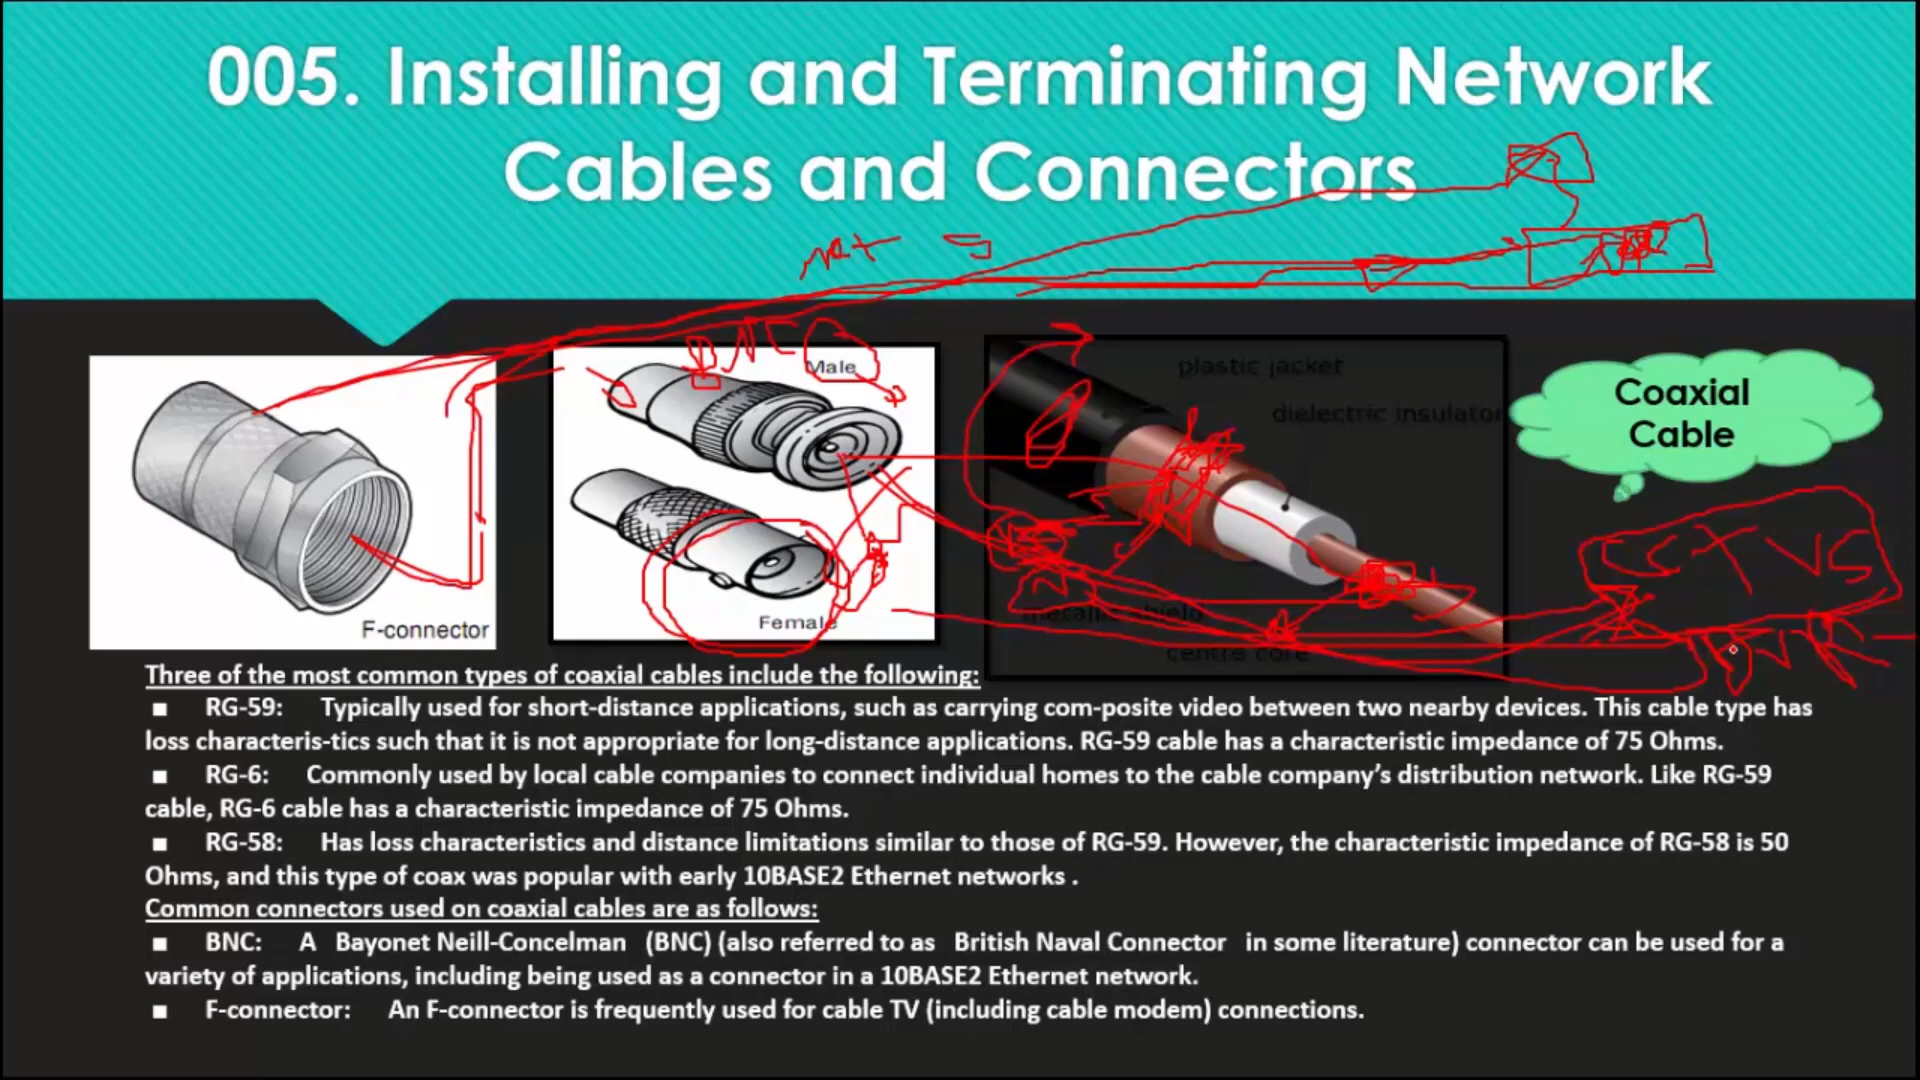 005. Installing and Terminating Network
Cables and Connectors
net
BNC
Male
Female
F-connector
plastic jacket
dielectric insulator
metallic shield
centre core
Coaxial
Cable
CCTVS
Three of the most common types of coaxial cables include the following:
■ RG-59: Typically used for short-distance applications, such as carrying com-posite video between two nearby devices. This cable type has
loss characteris-tics such that it is not appropriate for long-distance applications. RG-59 cable has a characteristic impedance of 75 Ohms.
■ RG-6: Commonly used by local cable companies to connect individual homes to the cable company’s distribution network. Like RG-59
cable, RG-6 cable has a characteristic impedance of 75 Ohms.
■ RG-58: Has loss characteristics and distance limitations similar to those of RG-59. However, the characteristic impedance of RG-58 is 50
Ohms, and this type of coax was popular with early 10BASE2 Ethernet networks .
Common connectors used on coaxial cables are as follows:
■ BNC: A Bayonet Neill-Concelman (BNC) (also referred to as British Naval Connector in some literature) connector can be used for a
variety of applications, including being used as a connector in a 10BASE2 Ethernet network.
■ F-connector: An F-connector is frequently used for cable TV (including cable modem) connections.